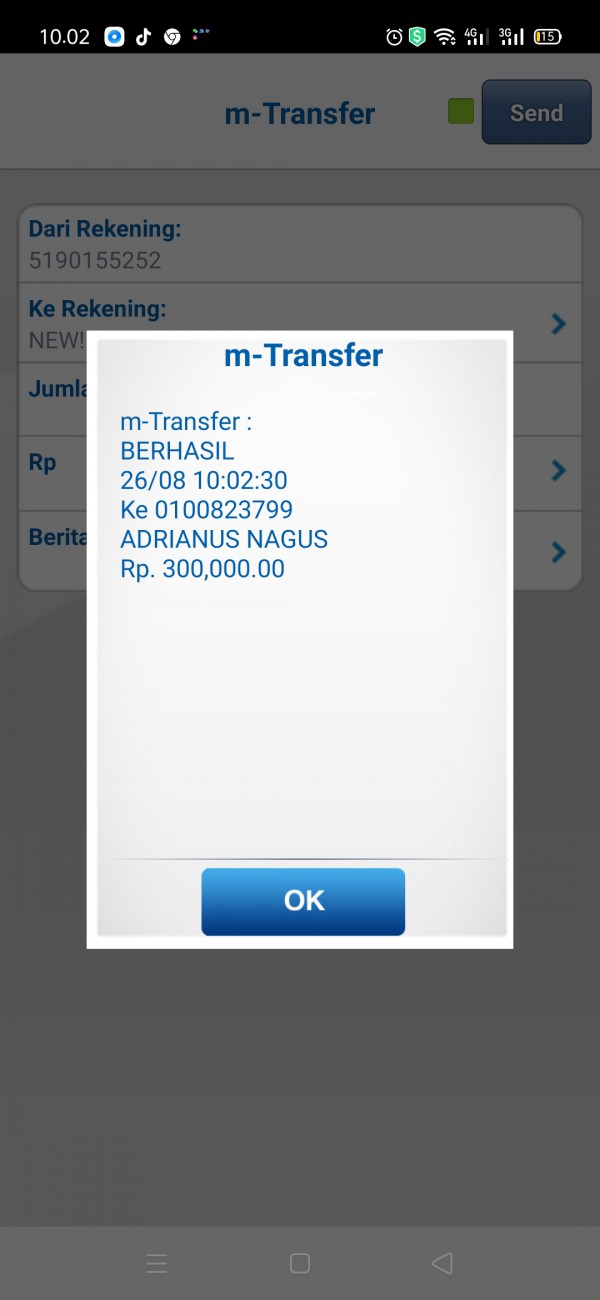 10.02
4G
3G
15
m-Transfer
Send
Dari Rekening:
5190155252
Ke Rekening:
NEW!
Jumla
Rp
Berita
m-Transfer
m-Transfer :
BERHASIL
26/08 10:02:30
Ke 0100823799
ADRIANUS NAGUS
Rp. 300,000.00
OK